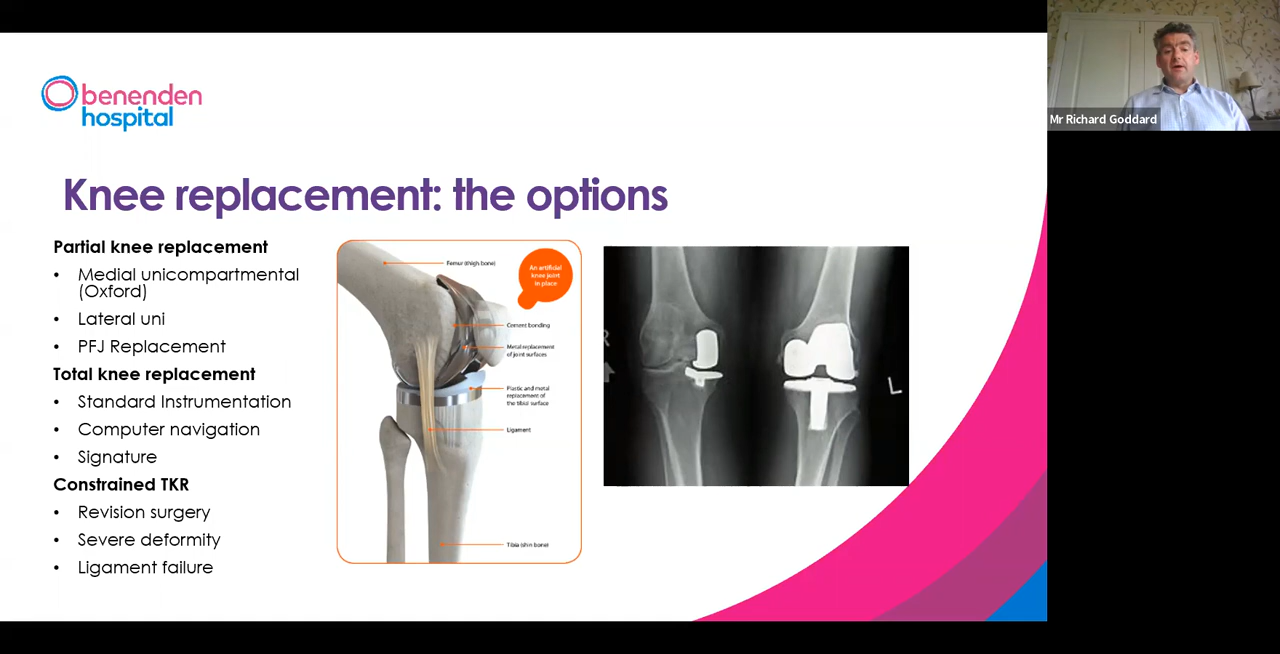 benenden
hospital
Mr Richard Goddard
Knee replacement: the options
Partial knee replacement
• Medial unicompartmental
(Oxford)
• Lateral uni
• PFJ Replacement
Total knee replacement
• Standard Instrumentation
• Computer navigation
• Signature
Constrained TKR
• Revision surgery
• Severe deformity
• Ligament failure
Femur (thigh bone)
An artificial
knee joint
in place
Cement bonding
Metal replacement
of joint surfaces
Plastic and metal
replacement of
the tibial surface
Ligament
Tibia (shin bone)
R
L